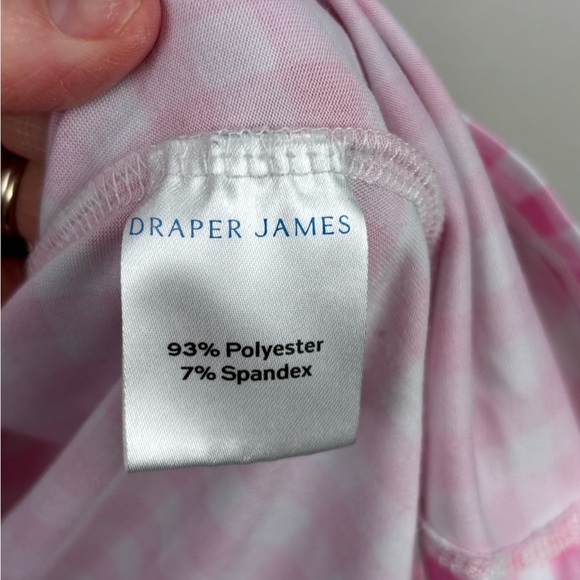 DRAPER JAMES
93% Polyester
7% Spandex